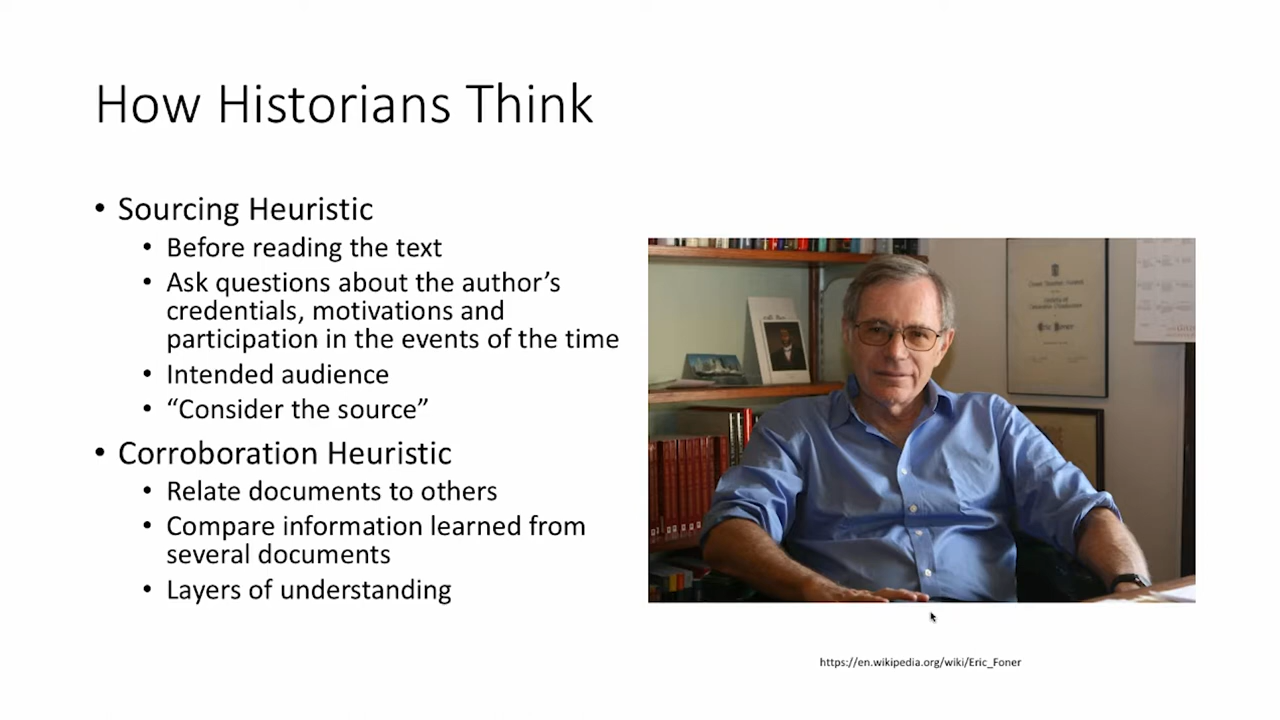 How Historians Think
• Sourcing Heuristic
• Before reading the text
• Ask questions about the author’s
credentials, motivations and
participation in the events of the time
• Intended audience
• “Consider the source”
• Corroboration Heuristic
• Relate documents to others
• Compare information learned from
several documents
• Layers of understanding
Eric Foner
https://en.wikipedia.org/wiki/Eric_Foner